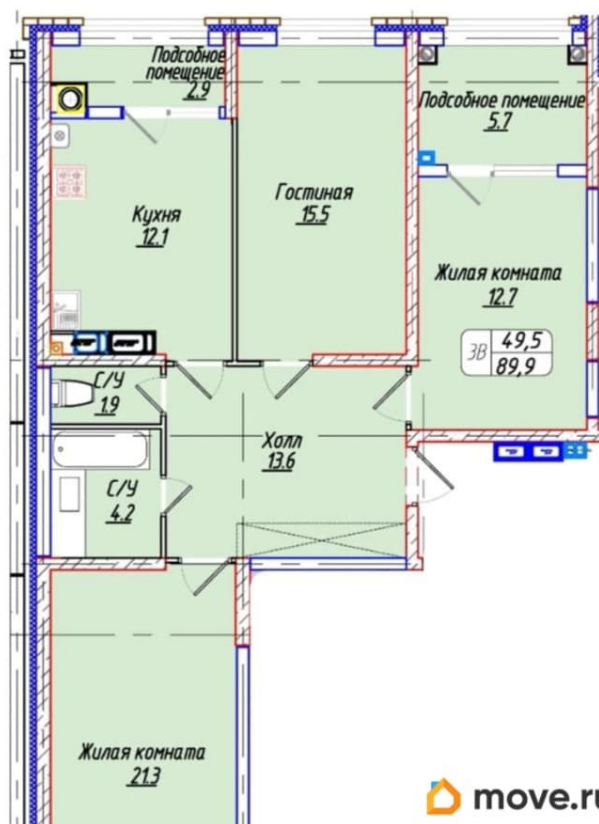 Подсобное
помещение
2.9
Подсобное помещение
5.7
Гостиная
15.5
Кухня
12.1
Жилая комната
12.7
3В
49,5
89,9
С/У
1.9
Холл
13.6
С/У
4.2
Жилая комната
21.3
move.ru